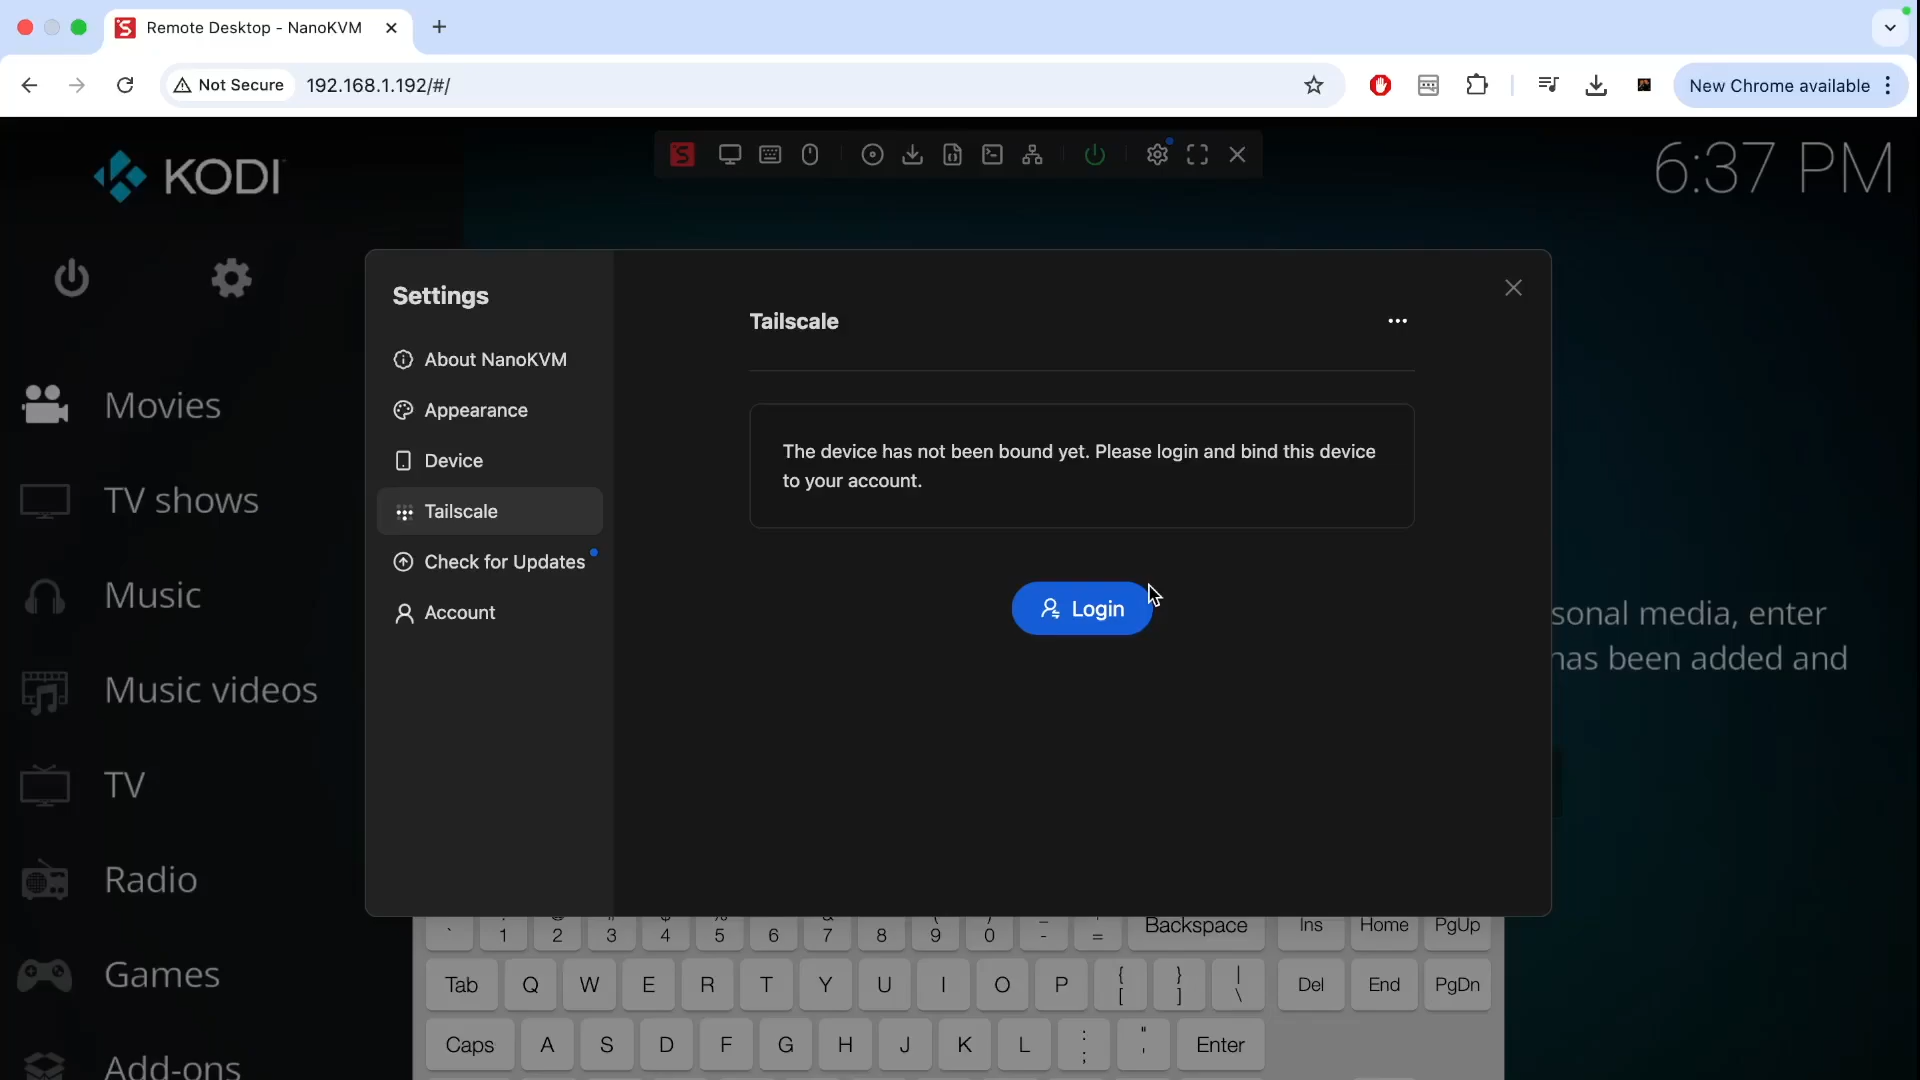 Remote Desktop - NanoKVM
Not Secure
192.168.1.192/#/
New Chrome available
KODI
6:37 PM
Settings
About NanoKVM
Appearance
Device
Tailscale
Check for Updates
Account
Tailscale
The device has not been bound yet. Please login and bind this device
to your account.
Login
Movies
TV shows
Music
Music videos
TV
Radio
Games
Add-ons
sonal media, enter
has been added and
` 1 2 3 4 5 6 7 8 9 0 - = Backspace Ins Home PgUp
Tab Q W E R T Y U I O P { [ } ] | \ Del End PgDn
Caps A S D F G H J K L : ; " ' Enter